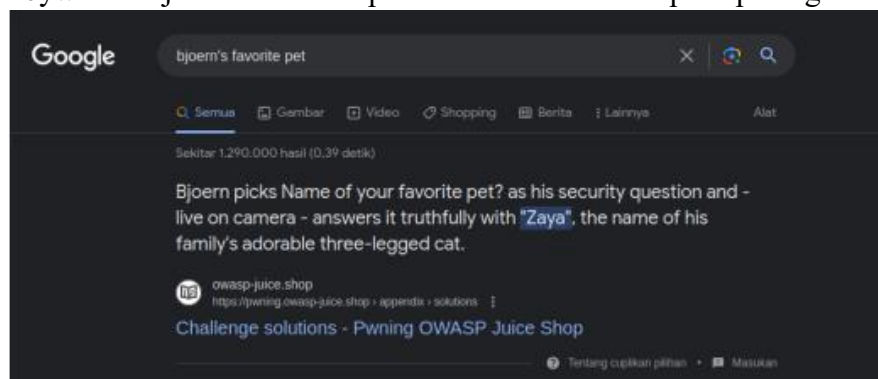 Google
bjoern's favorite pet
Semua Gambar Video Shopping Berita Lainnya Alat
Sekitar 1.290.000 hasil (0,39 detik)
Bjoern picks Name of your favorite pet? as his security question and -
live on camera - answers it truthfully with "Zaya", the name of his
family's adorable three-legged cat.
owasp-juice.shop
https://pwning.owasp-juice.shop › appendix › solutions
Challenge solutions - Pwning OWASP Juice Shop
Tentang cuplikan pilihan • Masukan